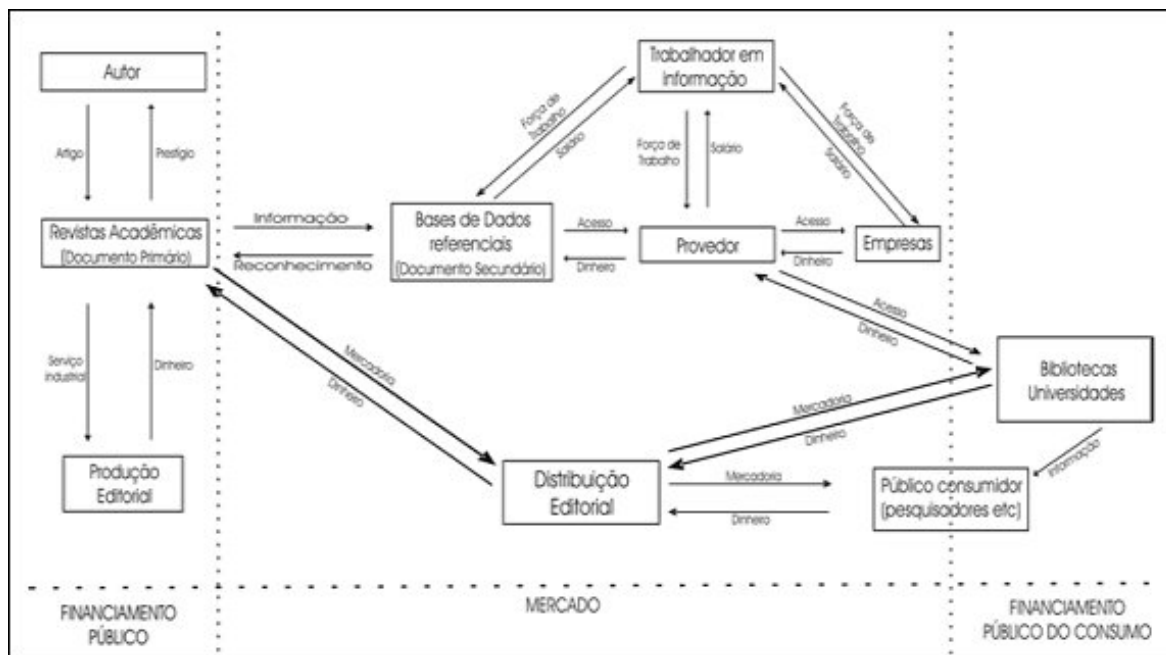 Autor
Artigo
Prestígio
Revistas Acadêmicas
(Documento Primário)
Serviço
industrial
Dinheiro
Produção
Editorial
Informação
Reconhecimento
Mercadoria
Dinheiro
Trabalhador em
informação
Força de
Trabalho
Salário
Força de
Trabalho
Salário
Força de
Trabalho
Salário
Bases de Dados
referenciais
(Documento Secundário)
Acesso
Dinheiro
Provedor
Acesso
Dinheiro
Empresas
Acesso
Dinheiro
Bibliotecas
Universidades
Mercadoria
Dinheiro
Informação
Distribuição
Editorial
Mercadoria
Dinheiro
Público consumidor
(pesquisadores etc)
FINANCIAMENTO
PÚBLICO
MERCADO
FINANCIAMENTO
PÚBLICO DO CONSUMO